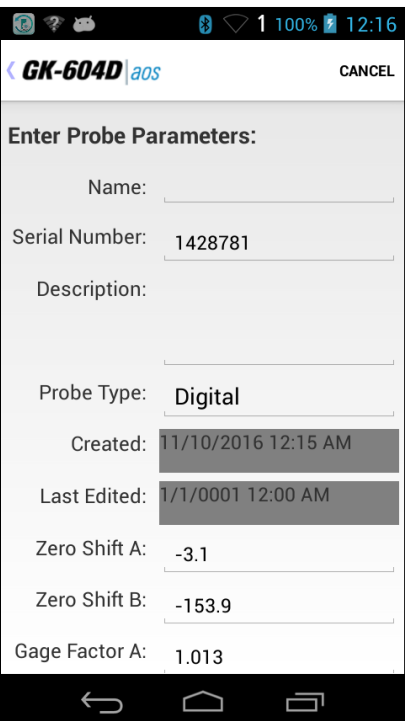 1 100% 12:16
GK-604D aos CANCEL
Enter Probe Parameters:
Name:
Serial Number: 1428781
Description:
Probe Type: Digital
Created: 11/10/2016 12:15 AM
Last Edited: 1/1/0001 12:00 AM
Zero Shift A: -3.1
Zero Shift B: -153.9
Gage Factor A: 1.013